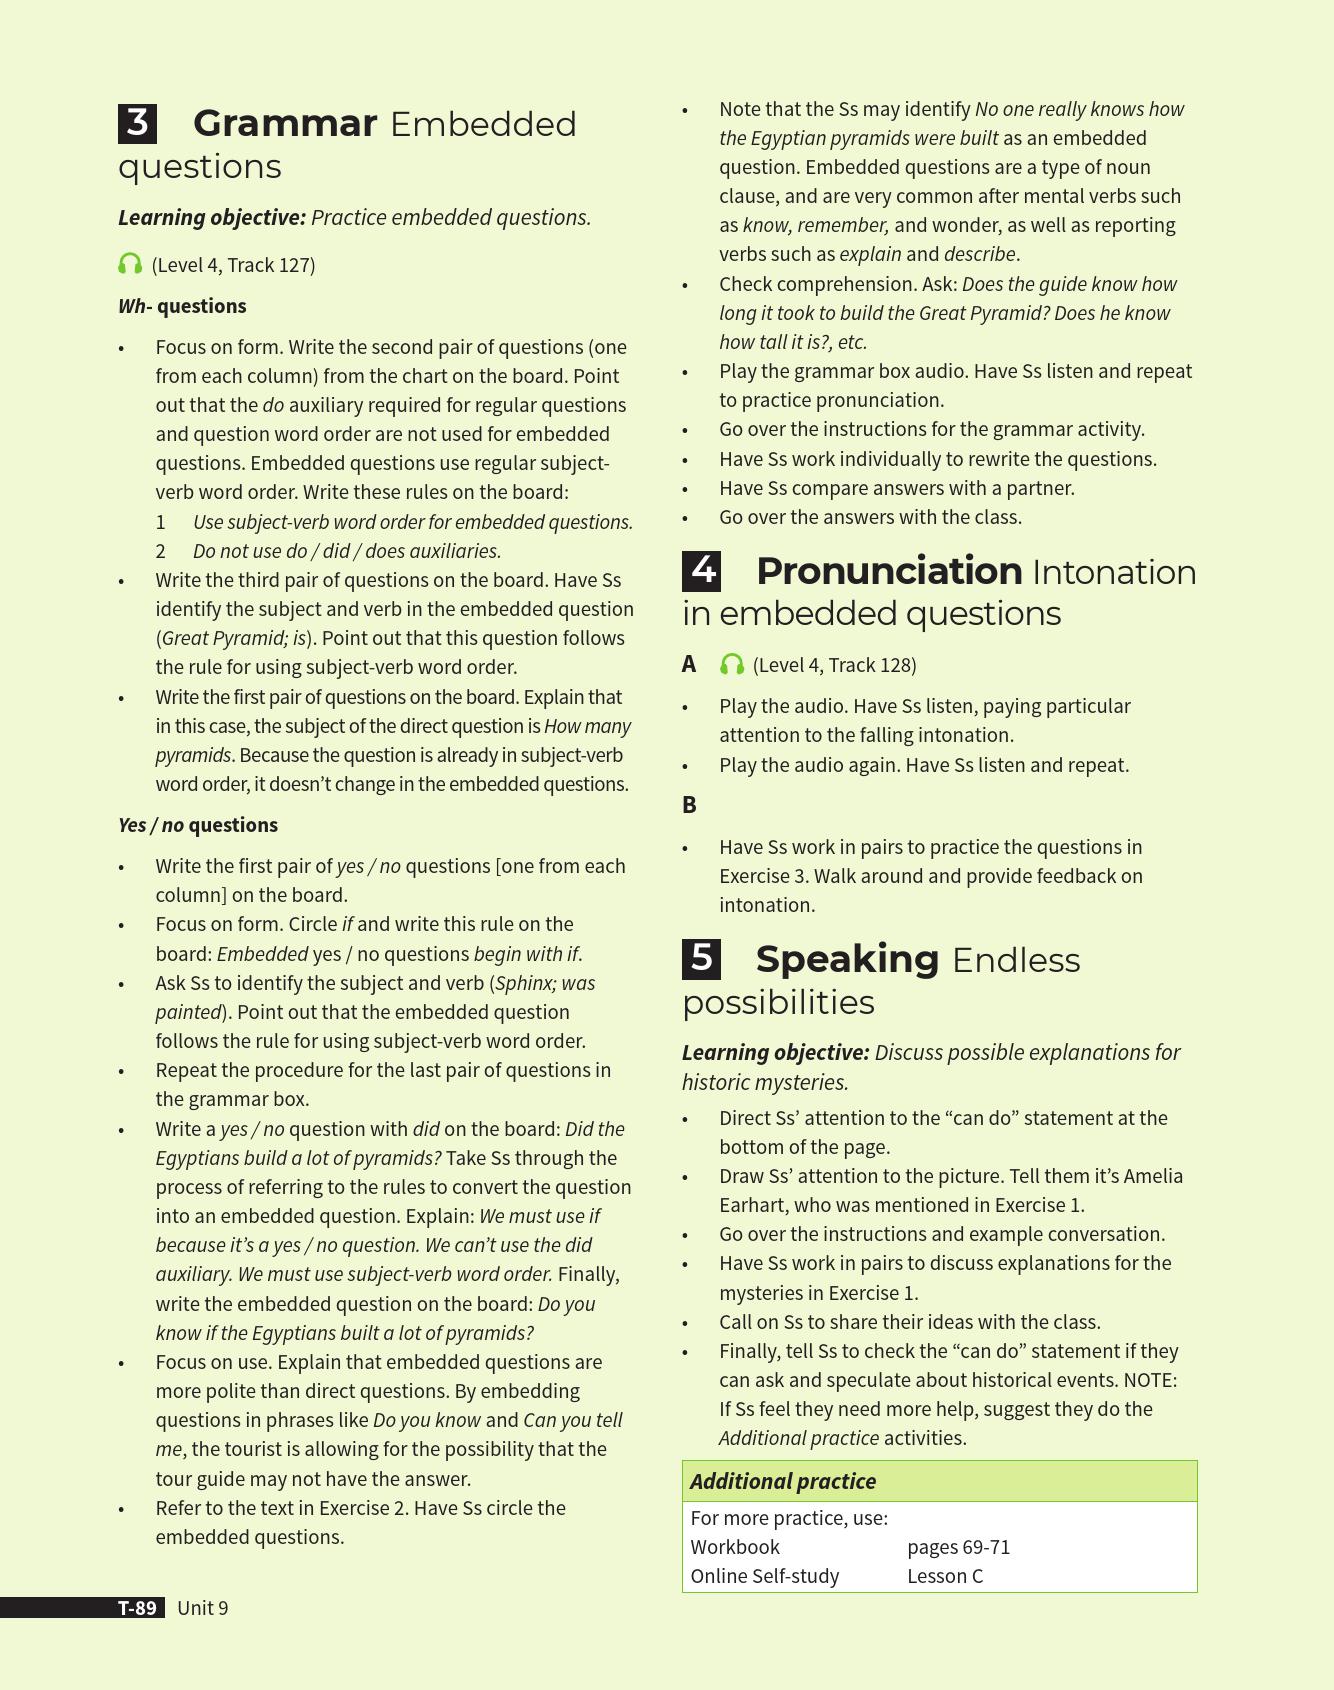 3 Grammar Embedded
questions
Learning objective: Practice embedded questions.
(Level 4, Track 127)
Wh- questions
• Focus on form. Write the second pair of questions (one
from each column) from the chart on the board. Point
out that the do auxiliary required for regular questions
and question word order are not used for embedded
questions. Embedded questions use regular subject-
verb word order. Write these rules on the board:
1 Use subject-verb word order for embedded questions.
2 Do not use do / did / does auxiliaries.
• Write the third pair of questions on the board. Have Ss
identify the subject and verb in the embedded question
(Great Pyramid; is). Point out that this question follows
the rule for using subject-verb word order.
• Write the first pair of questions on the board. Explain that
in this case, the subject of the direct question is How many
pyramids. Because the question is already in subject-verb
word order, it doesn’t change in the embedded questions.
Yes / no questions
• Write the first pair of yes / no questions [one from each
column] on the board.
• Focus on form. Circle if and write this rule on the
board: Embedded yes / no questions begin with if.
• Ask Ss to identify the subject and verb (Sphinx; was
painted). Point out that the embedded question
follows the rule for using subject-verb word order.
• Repeat the procedure for the last pair of questions in
the grammar box.
• Write a yes / no question with did on the board: Did the
Egyptians build a lot of pyramids? Take Ss through the
process of referring to the rules to convert the question
into an embedded question. Explain: We must use if
because it’s a yes / no question. We can’t use the did
auxiliary. We must use subject-verb word order. Finally,
write the embedded question on the board: Do you
know if the Egyptians built a lot of pyramids?
• Focus on use. Explain that embedded questions are
more polite than direct questions. By embedding
questions in phrases like Do you know and Can you tell
me, the tourist is allowing for the possibility that the
tour guide may not have the answer.
• Refer to the text in Exercise 2. Have Ss circle the
embedded questions.
• Note that the Ss may identify No one really knows how
the Egyptian pyramids were built as an embedded
question. Embedded questions are a type of noun
clause, and are very common after mental verbs such
as know, remember, and wonder, as well as reporting
verbs such as explain and describe.
• Check comprehension. Ask: Does the guide know how
long it took to build the Great Pyramid? Does he know
how tall it is?, etc.
• Play the grammar box audio. Have Ss listen and repeat
to practice pronunciation.
• Go over the instructions for the grammar activity.
• Have Ss work individually to rewrite the questions.
• Have Ss compare answers with a partner.
• Go over the answers with the class.
4 Pronunciation Intonation
in embedded questions
A (Level 4, Track 128)
• Play the audio. Have Ss listen, paying particular
attention to the falling intonation.
• Play the audio again. Have Ss listen and repeat.
B
• Have Ss work in pairs to practice the questions in
Exercise 3. Walk around and provide feedback on
intonation.
5 Speaking Endless
possibilities
Learning objective: Discuss possible explanations for
historic mysteries.
• Direct Ss’ attention to the “can do” statement at the
bottom of the page.
• Draw Ss’ attention to the picture. Tell them it’s Amelia
Earhart, who was mentioned in Exercise 1.
• Go over the instructions and example conversation.
• Have Ss work in pairs to discuss explanations for the
mysteries in Exercise 1.
• Call on Ss to share their ideas with the class.
• Finally, tell Ss to check the “can do” statement if they
can ask and speculate about historical events. NOTE:
If Ss feel they need more help, suggest they do the
Additional practice activities.
Additional practice
For more practice, use:
Workbook pages 69-71
Online Self-study Lesson C
T-89 Unit 9